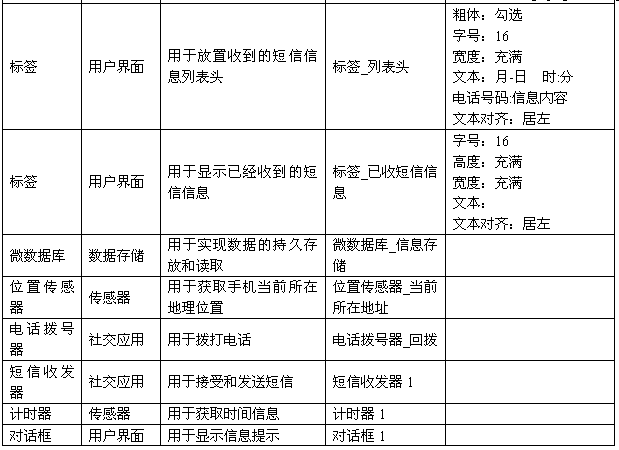 标签
用户界面
用于放置收到的短信信
息列表头
标签_列表头
粗体：勾选
字号：16
宽度：充满
文本：月-日 时:分
电话号码:信息内容
文本对齐：居左
标签
用户界面
用于显示已经收到的短
信信息
标签_已收短信信
息
字号：16
高度：充满
宽度：充满
文本：
文本对齐：居左
微数据库
数据存储
用于实现数据的持久存
放和读取
微数据库_信息存
储
位置传感
器
传感器
用于获取手机当前所在
地理位置
位置传感器_当前
所在地址
电话拨号
器
社交应用
用于拨打电话
电话拨号器_回拨
短信收发
器
社交应用
用于接受和发送短信
短信收发器 1
计时器
传感器
用于获取时间信息
计时器 1
对话框
用户界面
用于显示信息提示
对话框 1